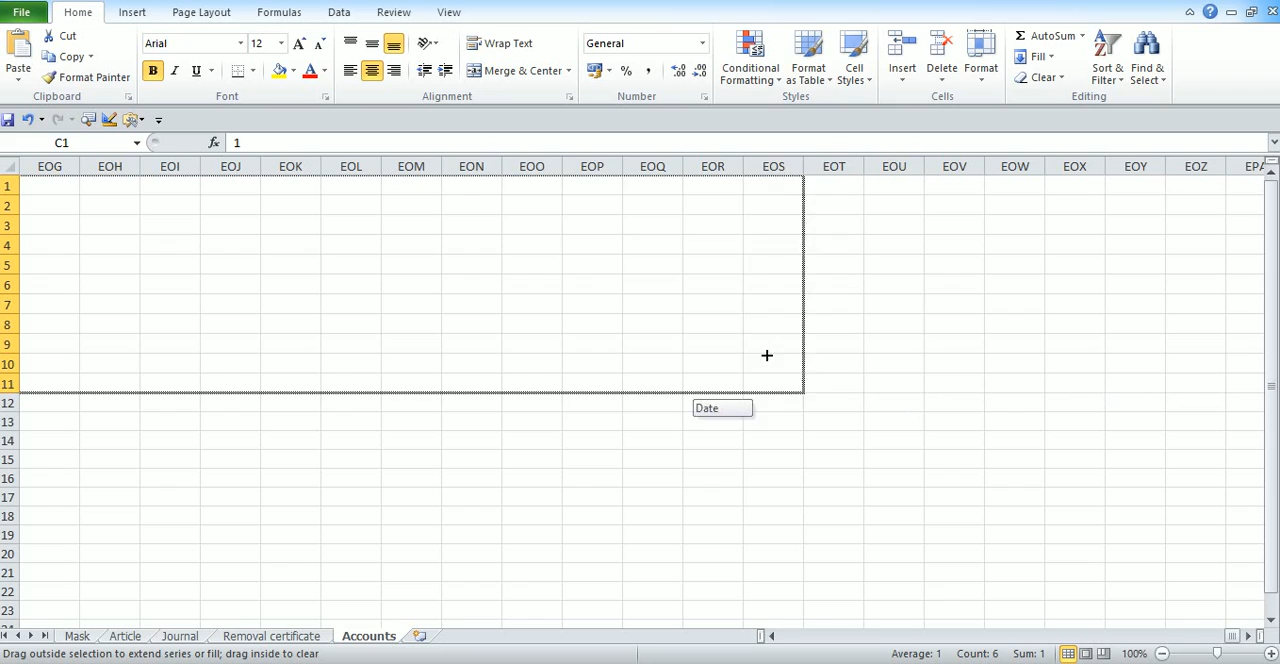 File Home Insert Page Layout Formulas Data Review View
Cut
Copy
Format Painter
Paste
Clipboard
Arial 12
B I U
Font
Wrap Text
Merge & Center
Alignment
General
%
Number
Conditional Formatting
Format as Table
Cell Styles
Styles
Insert Delete Format
Cells
AutoSum
Fill
Clear
Sort & Filter
Find & Select
Editing
C1 fx 1
EOG EOH EOI EOJ EOK EOL EOM EON EOO EOP EOQ EOR EOS EOT EOU EOV EOW EOX EOY EOZ EPA
1
2
3
4
5
6
7
8
9
10
11
12
Date
13
14
15
16
17
18
19
20
21
22
23
Mask Article Journal Removal certificate Accounts
Drag outside selection to extend series or fill; drag inside to clear Average: 1 Count: 6 Sum: 1 100%